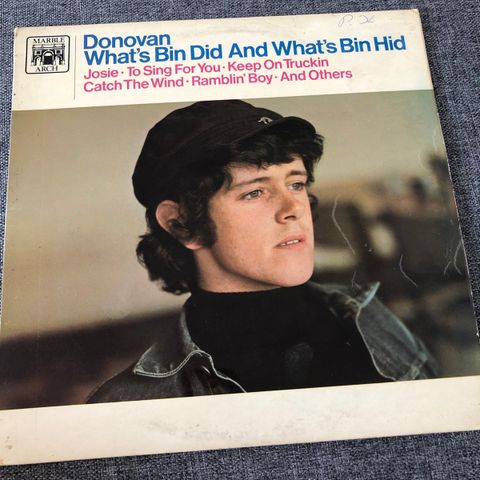 MARBLE
ARCH
Donovan
What's Bin Did And What's Bin Hid
Josie · To Sing For You · Keep On Truckin
Catch The Wind · Ramblin' Boy · And Others